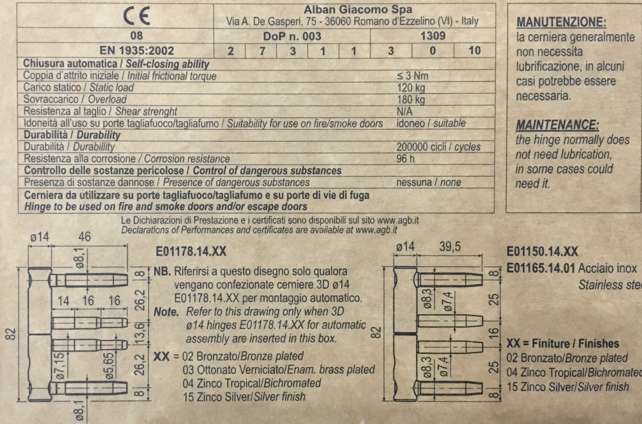 CE
Alban Giacomo Spa
Via A. De Gasperi, 75 - 36060 Romano d'Ezzelino (VI) - Italy
08 DoP n. 003 1309
EN 1935:2002 2 7 3 1 1 3 0 10
Chiusura automatica / Self-closing ability
Coppia d'attrito iniziale / Initial frictional torque ≤ 3 Nm
Carico statico / Static load 120 kg
Sovraccarico / Overload 180 kg
Resistenza al taglio / Shear strenght N/A
Idoneità all'uso su porte tagliafuoco/tagliafumo / Suitability for use on fire/smoke doors idoneo / suitable
Durabilità / Durability
Durabilità / Durability 200000 cicli / cycles
Resistenza alla corrosione / Corrosion resistance 96 h
Controllo delle sostanze pericolose / Control of dangerous substances
Presenza di sostanze dannose / Presence of dangerous substances nessuna / none
Cerniera da utilizzare su porte tagliafuoco/tagliafumo e su porte di vie di fuga
Hinge to be used on fire and smoke doors and/or escape doors
Le Dichiarazioni di Prestazione e i certificati sono disponibili sul sito www.agb.it
Declarations of Performances and certificates are available at www.agb.it
MANUTENZIONE:
la cerniera generalmente
non necessita
lubrificazione, in alcuni
casi potrebbe essere
necessaria.
MAINTENANCE:
the hinge normally does
not need lubrication,
in some cases could
need it.
ø14 46
ø8,1
8
26,2
14 16 16
13,6
82
ø7,15
ø5,65
26,2
ø8,1
8
E01178.14.XX
NB. Riferirsi a questo disegno solo qualora
vengano confezionate cerniere 3D ø14
E01178.14.XX per montaggio automatico.
Note. Refer to this drawing only when 3D
ø14 hinges E01178.14.XX for automatic
assembly are inserted in this box.
XX = 02 Bronzato/Bronze plated
03 Ottonato Verniciato/Enam. brass plated
04 Zinco Tropical/Bichromated
15 Zinco Silver/Silver finish
ø14 39,5
8
ø8,3
ø7,4
25
16
82
ø8,3
ø7,4
25
8
E01150.14.XX
E01165.14.01 Acciaio inox
Stainless stee
XX = Finiture / Finishes
02 Bronzato/Bronze plated
04 Zinco Tropical/Bichromated
15 Zinco Silver/Silver finish